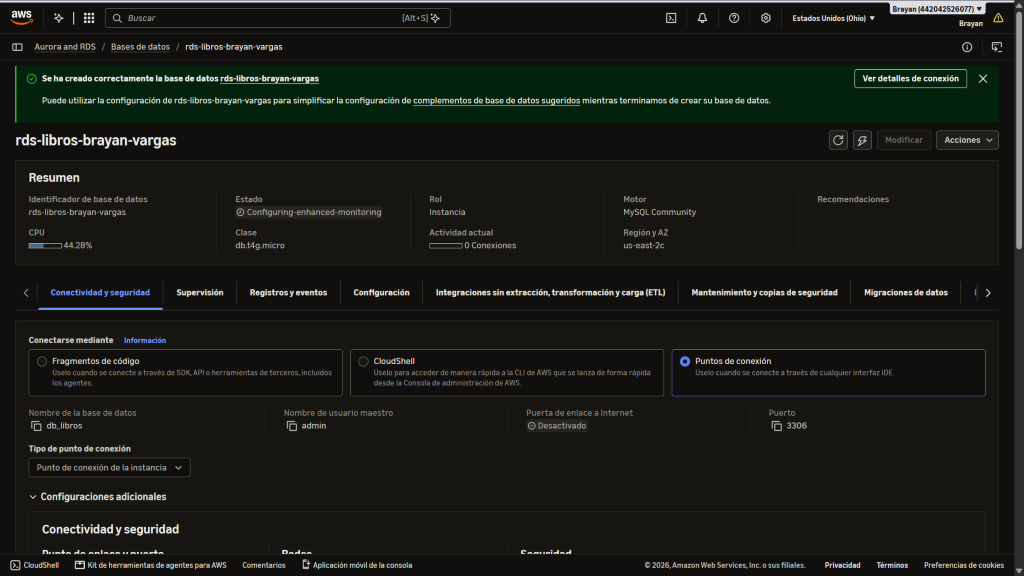 aws
Buscar
[Alt+S]
Estados Unidos (Ohio) ▼
Brayan (442042526077) ▼
Brayan
Aurora and RDS / Bases de datos / rds-libros-brayan-vargas
Se ha creado correctamente la base de datos rds-libros-brayan-vargas
Ver detalles de conexión
Puede utilizar la configuración de rds-libros-brayan-vargas para simplificar la configuración de complementos de base de datos sugeridos mientras terminamos de crear su base de datos.
rds-libros-brayan-vargas
Modificar
Acciones
Resumen
Identificador de base de datos
rds-libros-brayan-vargas
Estado
Configuring-enhanced-monitoring
Rol
Instancia
Motor
MySQL Community
Recomendaciones
CPU
44.28%
Clase
db.t4g.micro
Actividad actual
0 Conexiones
Región y AZ
us-east-2c
Conectividad y seguridad
Supervisión
Registros y eventos
Configuración
Integraciones sin extracción, transformación y carga (ETL)
Mantenimiento y copias de seguridad
Migraciones de datos
Conectarse mediante
Información
Fragmentos de código
Úselo cuando se conecte a través de SDK, API o herramientas de terceros, incluidos
los agentes.
CloudShell
Úselo para acceder de manera rápida a la CLI de AWS que se lanza de forma rápida
desde la Consola de administración de AWS.
Puntos de conexión
Úselo cuando se conecte a través de cualquier interfaz IDE.
Nombre de la base de datos
db_libros
Nombre de usuario maestro
admin
Puerta de enlace a Internet
Desactivado
Puerto
3306
Tipo de punto de conexión
Punto de conexión de la instancia
Configuraciones adicionales
Conectividad y seguridad
Punto de enlace y puerto
Redes
Seguridad
CloudShell
Kit de herramientas de agentes para AWS
Comentarios
Aplicación móvil de la consola
© 2026, Amazon Web Services, Inc. o sus filiales.
Privacidad
Términos
Preferencias de cookies